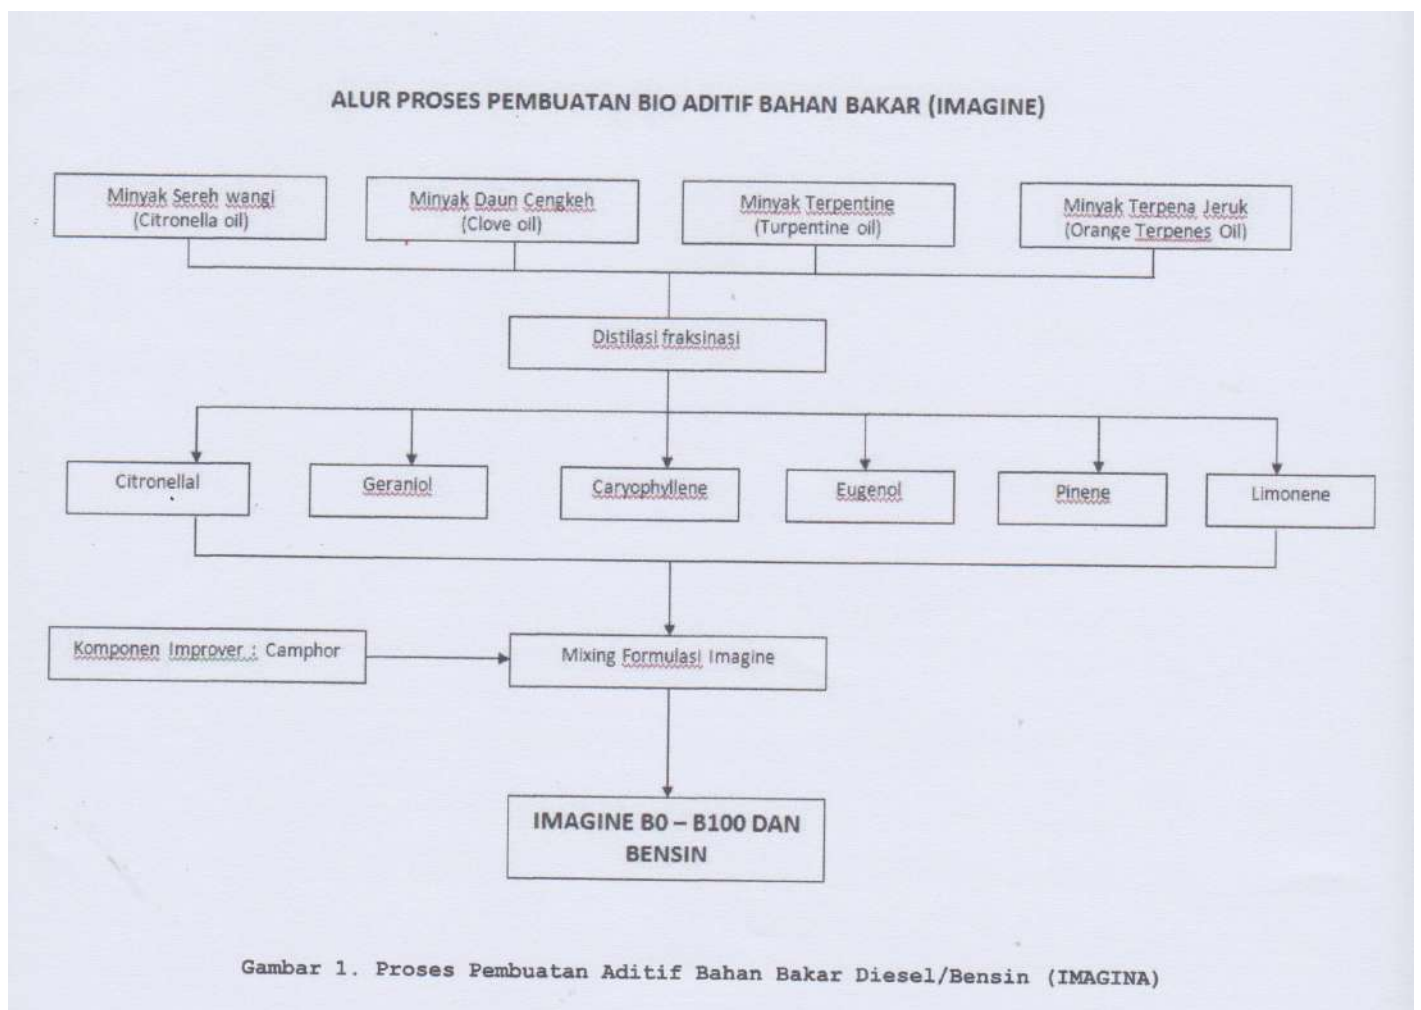 ALUR PROSES PEMBUATAN BIO ADITIF BAHAN BAKAR (IMAGINE)
Minyak Sereh wangi
(Citronella oil)
Minyak Daun Cengkeh
(Clove oil)
Minyak Terpentine
(Turpentine oil)
Minyak Terpena Jeruk
(Orange Terpenes Oil)
Distilasi fraksinasi
Citronellal
Geraniol
Caryophyllene
Eugenol
Pinene
Limonene
Komponen Improver : Camphor
Mixing Formulasi Imagine
IMAGINE B0 – B100 DAN
BENSIN
Gambar 1. Proses Pembuatan Aditif Bahan Bakar Diesel/Bensin (IMAGINA)